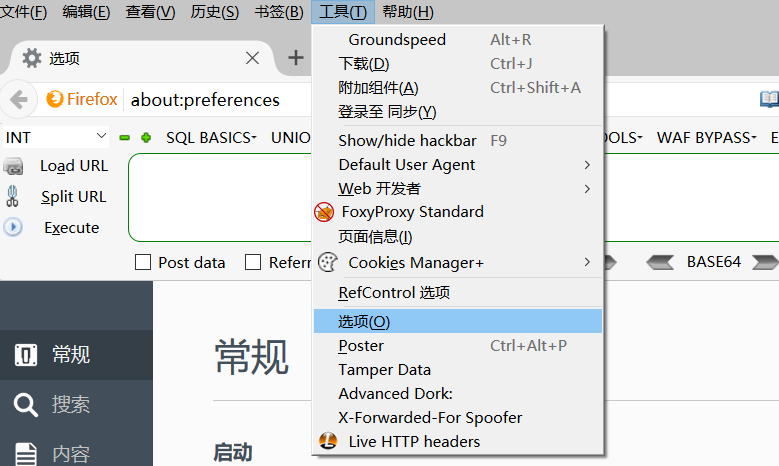 文件(F) 编辑(E) 查看(V) 历史(S) 书签(B) 工具(T) 帮助(H)
选项
Firefox about:preferences
INT SQL BASICS UNIO OLS WAF BYPASS E
Load URL
Split URL
Execute
Post data Referr BASE64
常规
搜索
内容
常规
启动
Groundspeed Alt+R
下载(D) Ctrl+J
附加组件(A) Ctrl+Shift+A
登录至 同步(Y)
Show/hide hackbar F9
Default User Agent
Web 开发者
FoxyProxy Standard
页面信息(I)
Cookies Manager+
RefControl 选项
选项(O)
Poster Ctrl+Alt+P
Tamper Data
Advanced Dork:
X-Forwarded-For Spoofer
Live HTTP headers